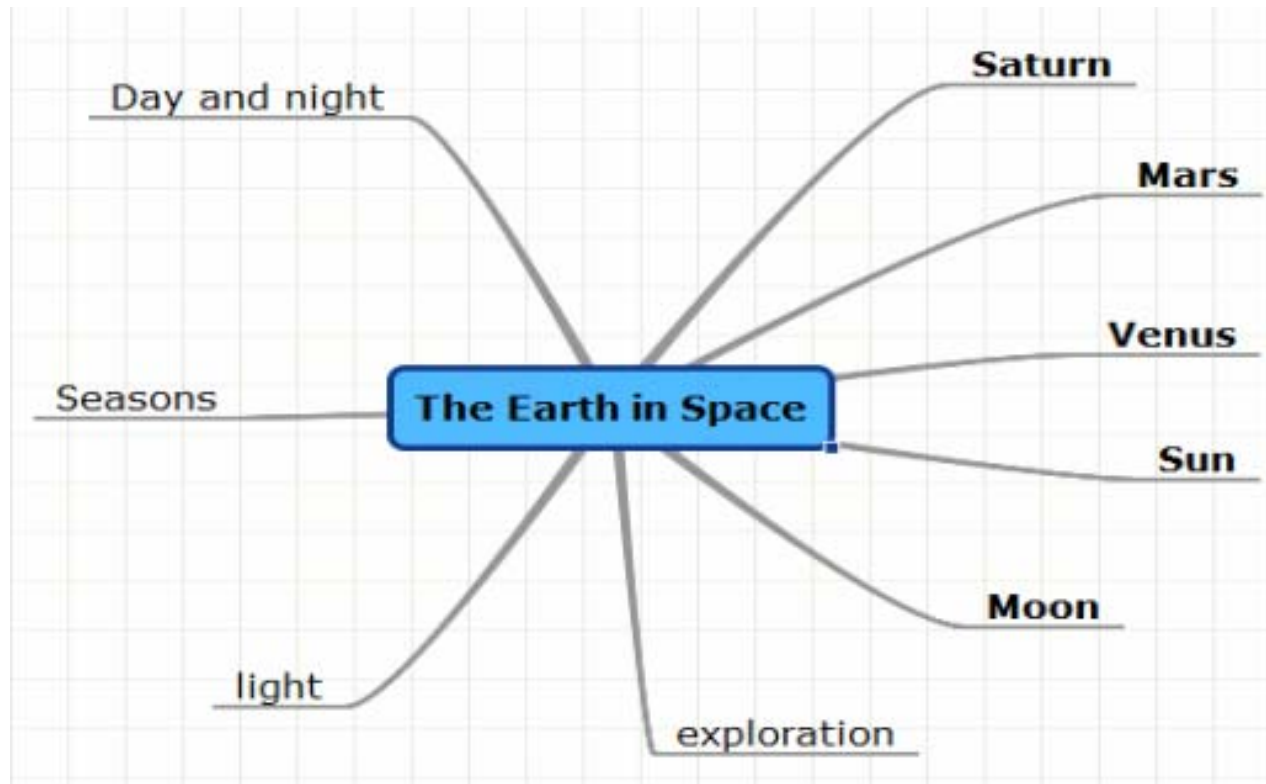 Saturn
Day and night
Mars
Venus
Seasons
The Earth in Space
Sun
Moon
light
exploration